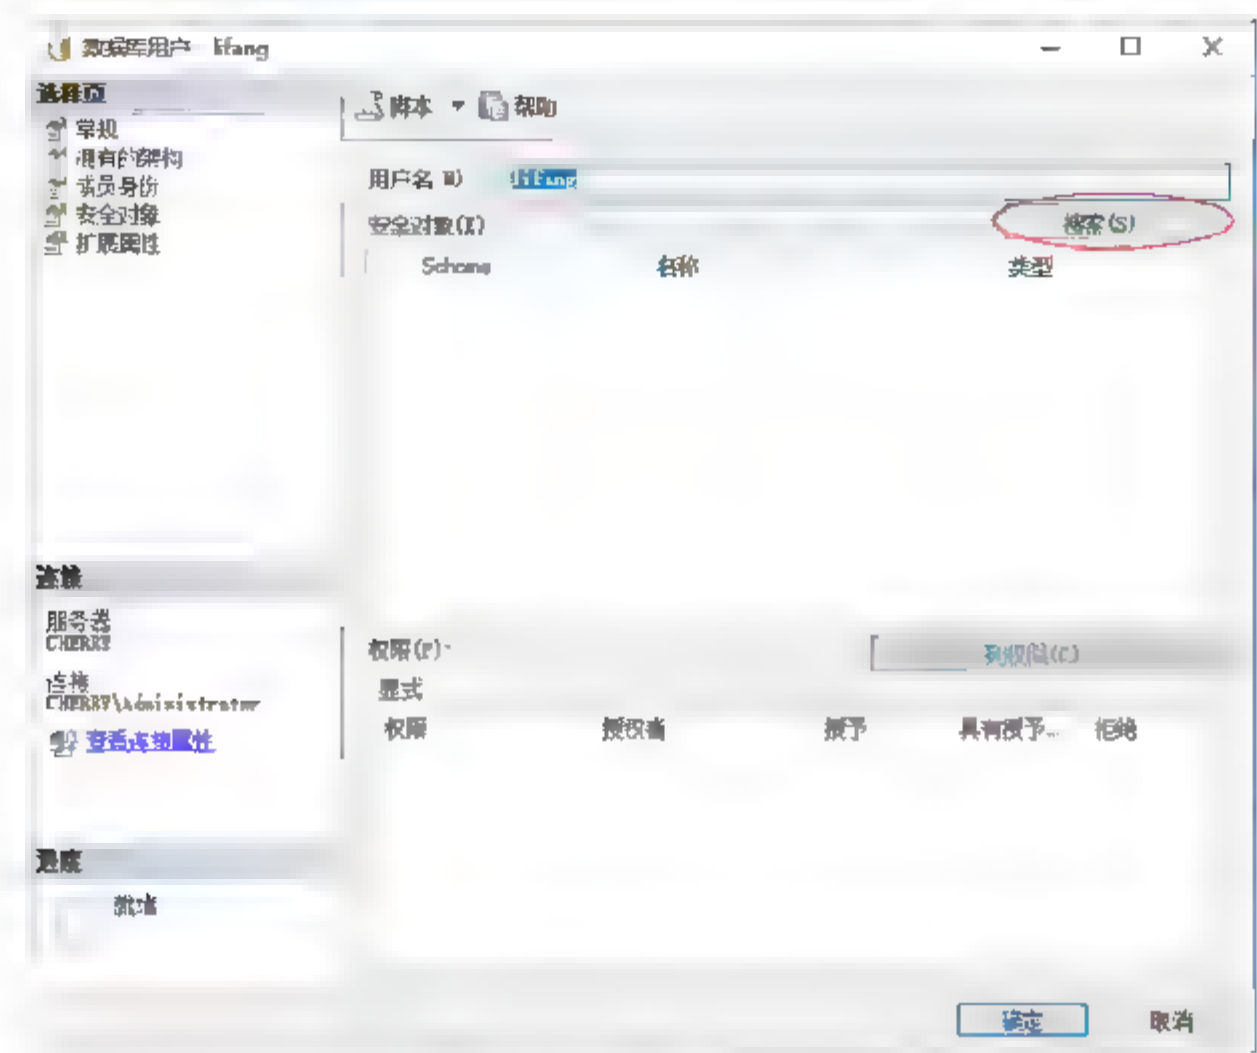 数据库用户 - lifang
选择页
常规
拥有的架构
成员身份
安全对象
扩展属性
脚本 帮助
用户名(N) lifang
安全对象(E) 搜索(S)
Schema 名称 类型
连接
服务器
CHERRY
连接
CHERRY\Administrator
查看连接属性
权限(P): 列权限(C)
显式
权限 授权者 授予 具有授予... 拒绝
进度
就绪
确定 取消